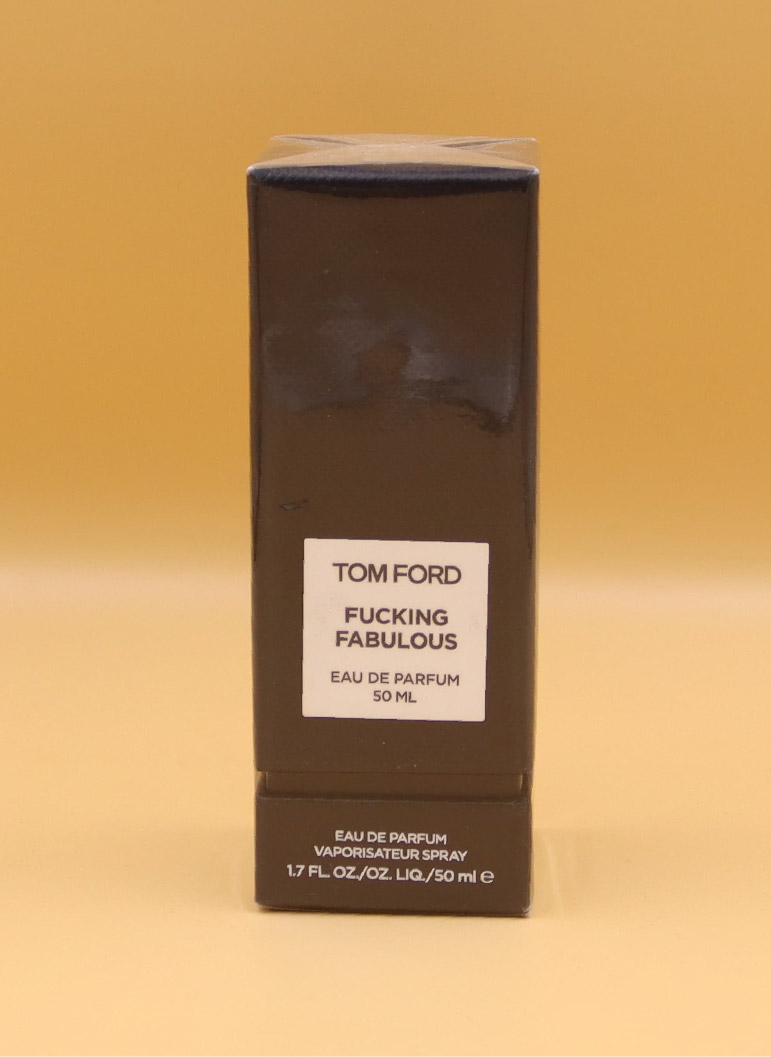 TOM FORD
FUCKING
FABULOUS
EAU DE PARFUM
50 ML
EAU DE PARFUM
VAPORISATEUR SPRAY
1.7 FL. OZ./OZ. LIQ./50 ml ℮